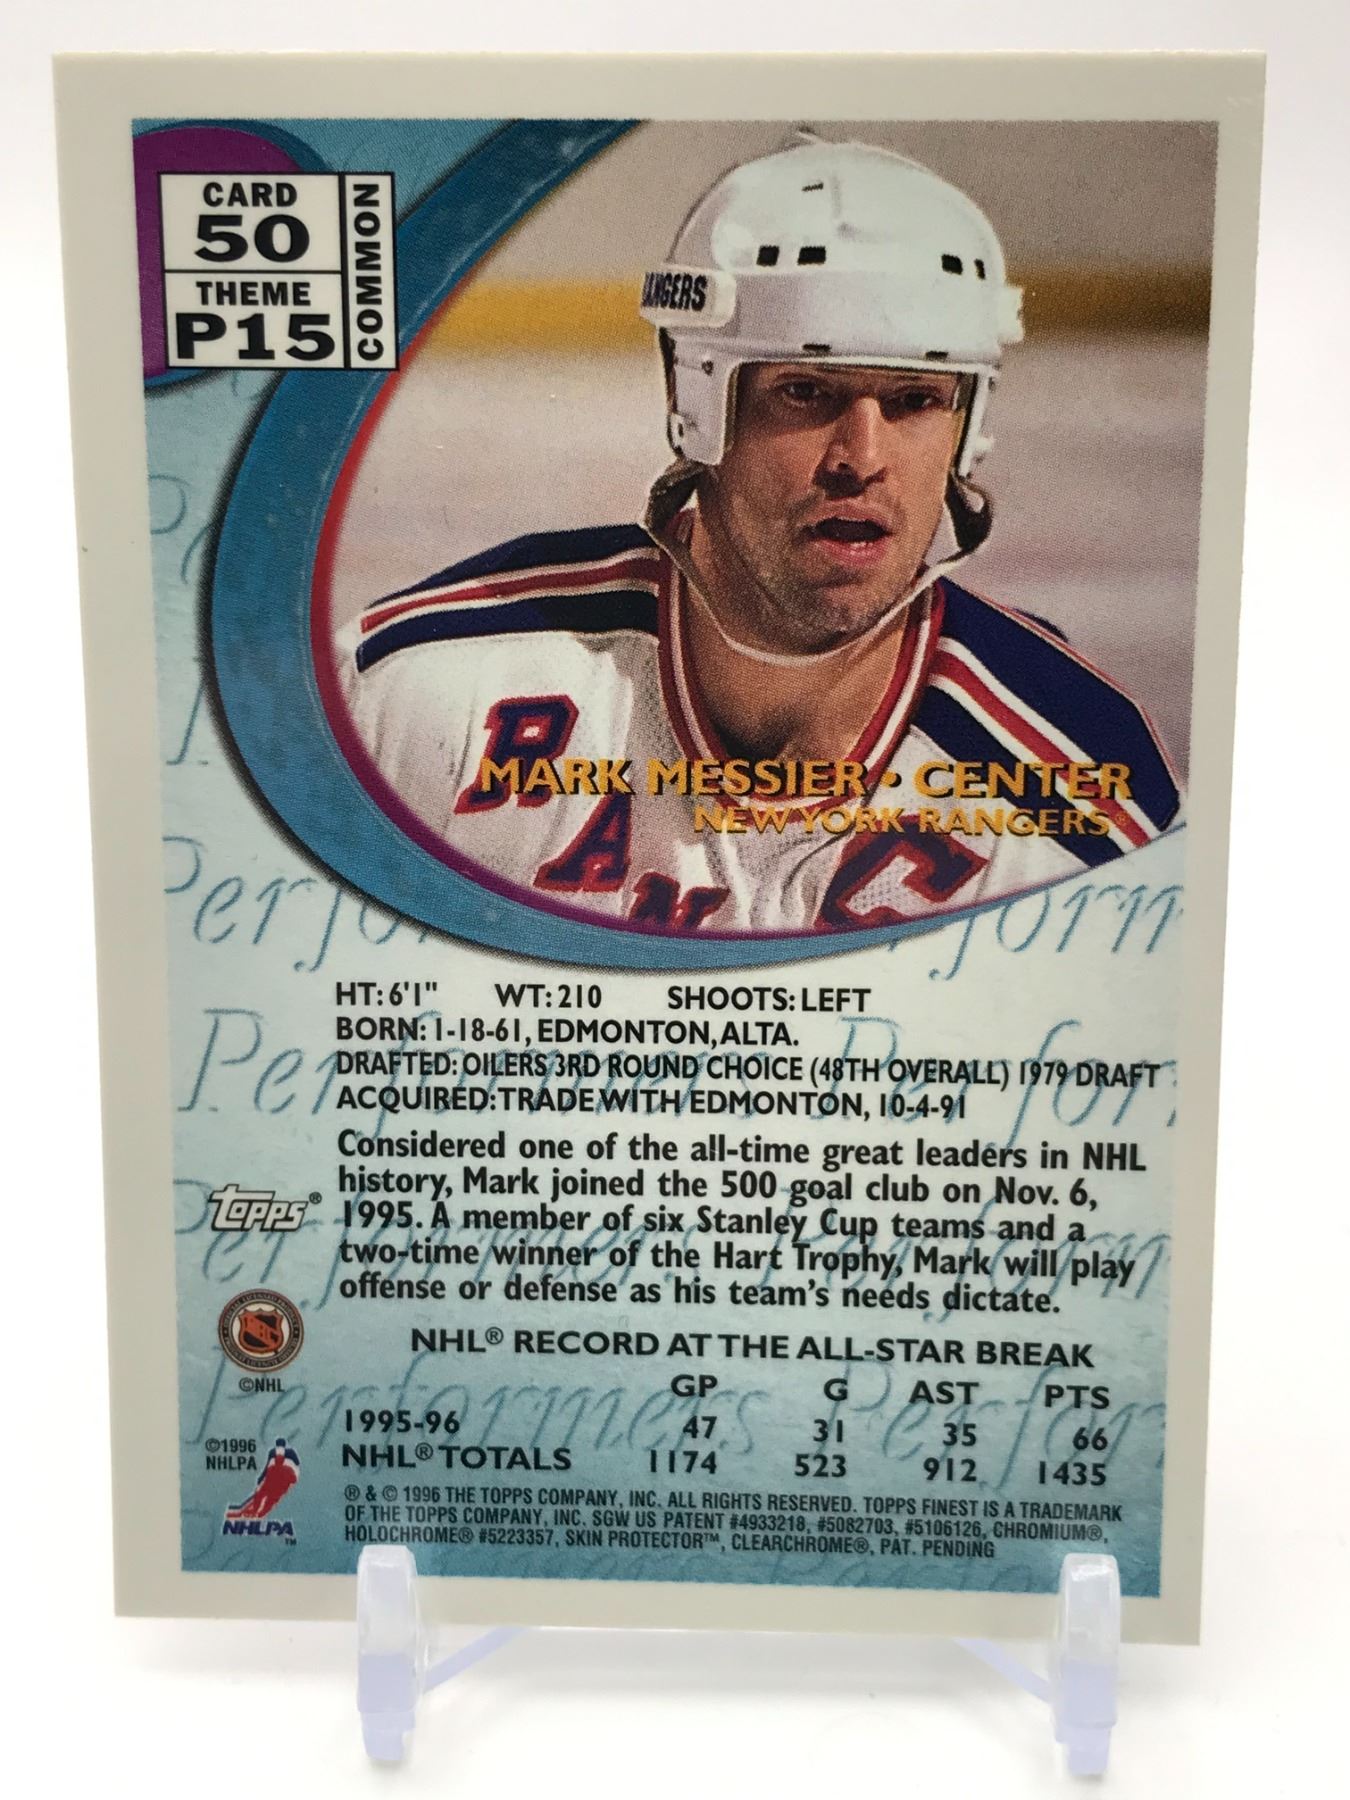 CARD
50
COMMON
THEME
P15
ANGERS
RAN C
MARK MESSIER • CENTER
NEW YORK RANGERS®
HT: 6'1" WT: 210 SHOOTS: LEFT
BORN: 1-18-61, EDMONTON, ALTA.
DRAFTED: OILERS 3RD ROUND CHOICE (48TH OVERALL) 1979 DRAFT
ACQUIRED: TRADE WITH EDMONTON, 10-4-91
Considered one of the all-time great leaders in NHL
history, Mark joined the 500 goal club on Nov. 6,
1995. A member of six Stanley Cup teams and a
two-time winner of the Hart Trophy, Mark will play
offense or defense as his team's needs dictate.
topps®
©NHL
NHL® RECORD AT THE ALL-STAR BREAK
GP G AST PTS
1995-96 47 31 35 66
NHL® TOTALS 1174 523 912 1435
©1996
NHLPA
NHLPA™
® & © 1996 THE TOPPS COMPANY, INC. ALL RIGHTS RESERVED. TOPPS FINEST IS A TRADEMARK
OF THE TOPPS COMPANY, INC. SGW US PATENT #4933218, #5082703, #5106126, CHROMIUM®,
HOLOCHROME® #5223357, SKIN PROTECTOR™, CLEARCHROME®, PAT. PENDING